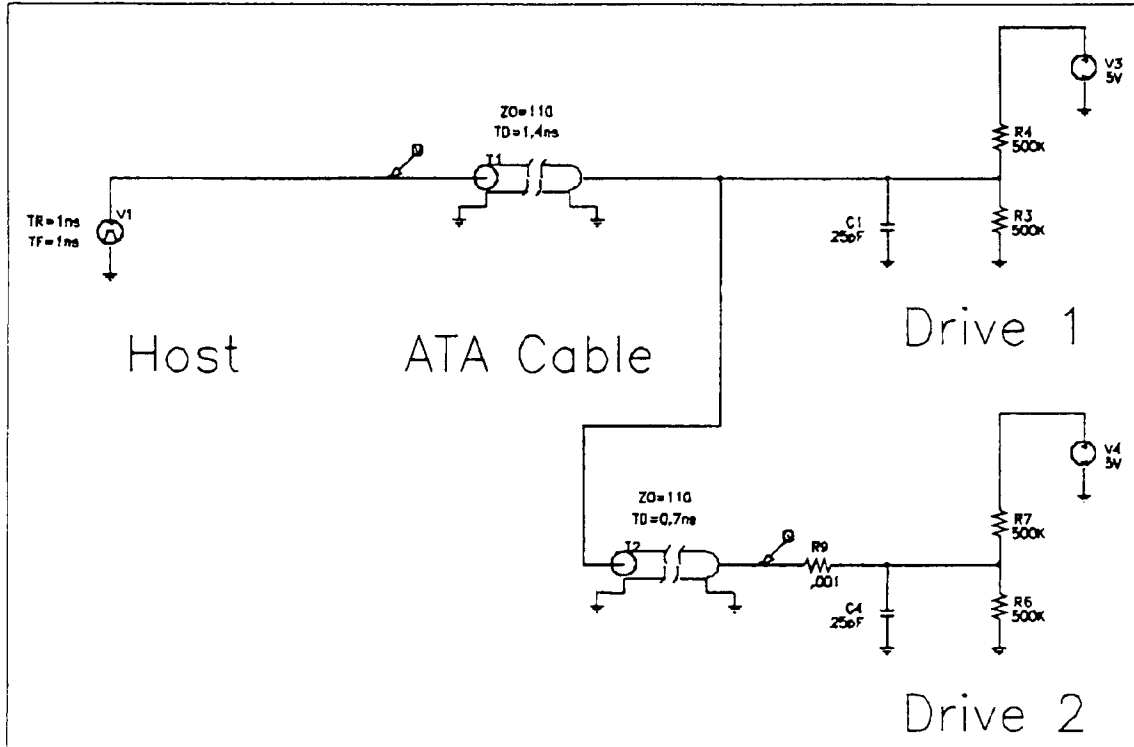 V3
5V
ZO=110
TD=1.4ns
T1
R4
500K
V1
TR=1ns
TF=1ns
C1
25pF
R3
500K
Host
ATA Cable
Drive 1
V4
5V
ZO=110
TD=0.7ns
T2
R9
.001
R7
500K
C4
25pF
R6
500K
Drive 2